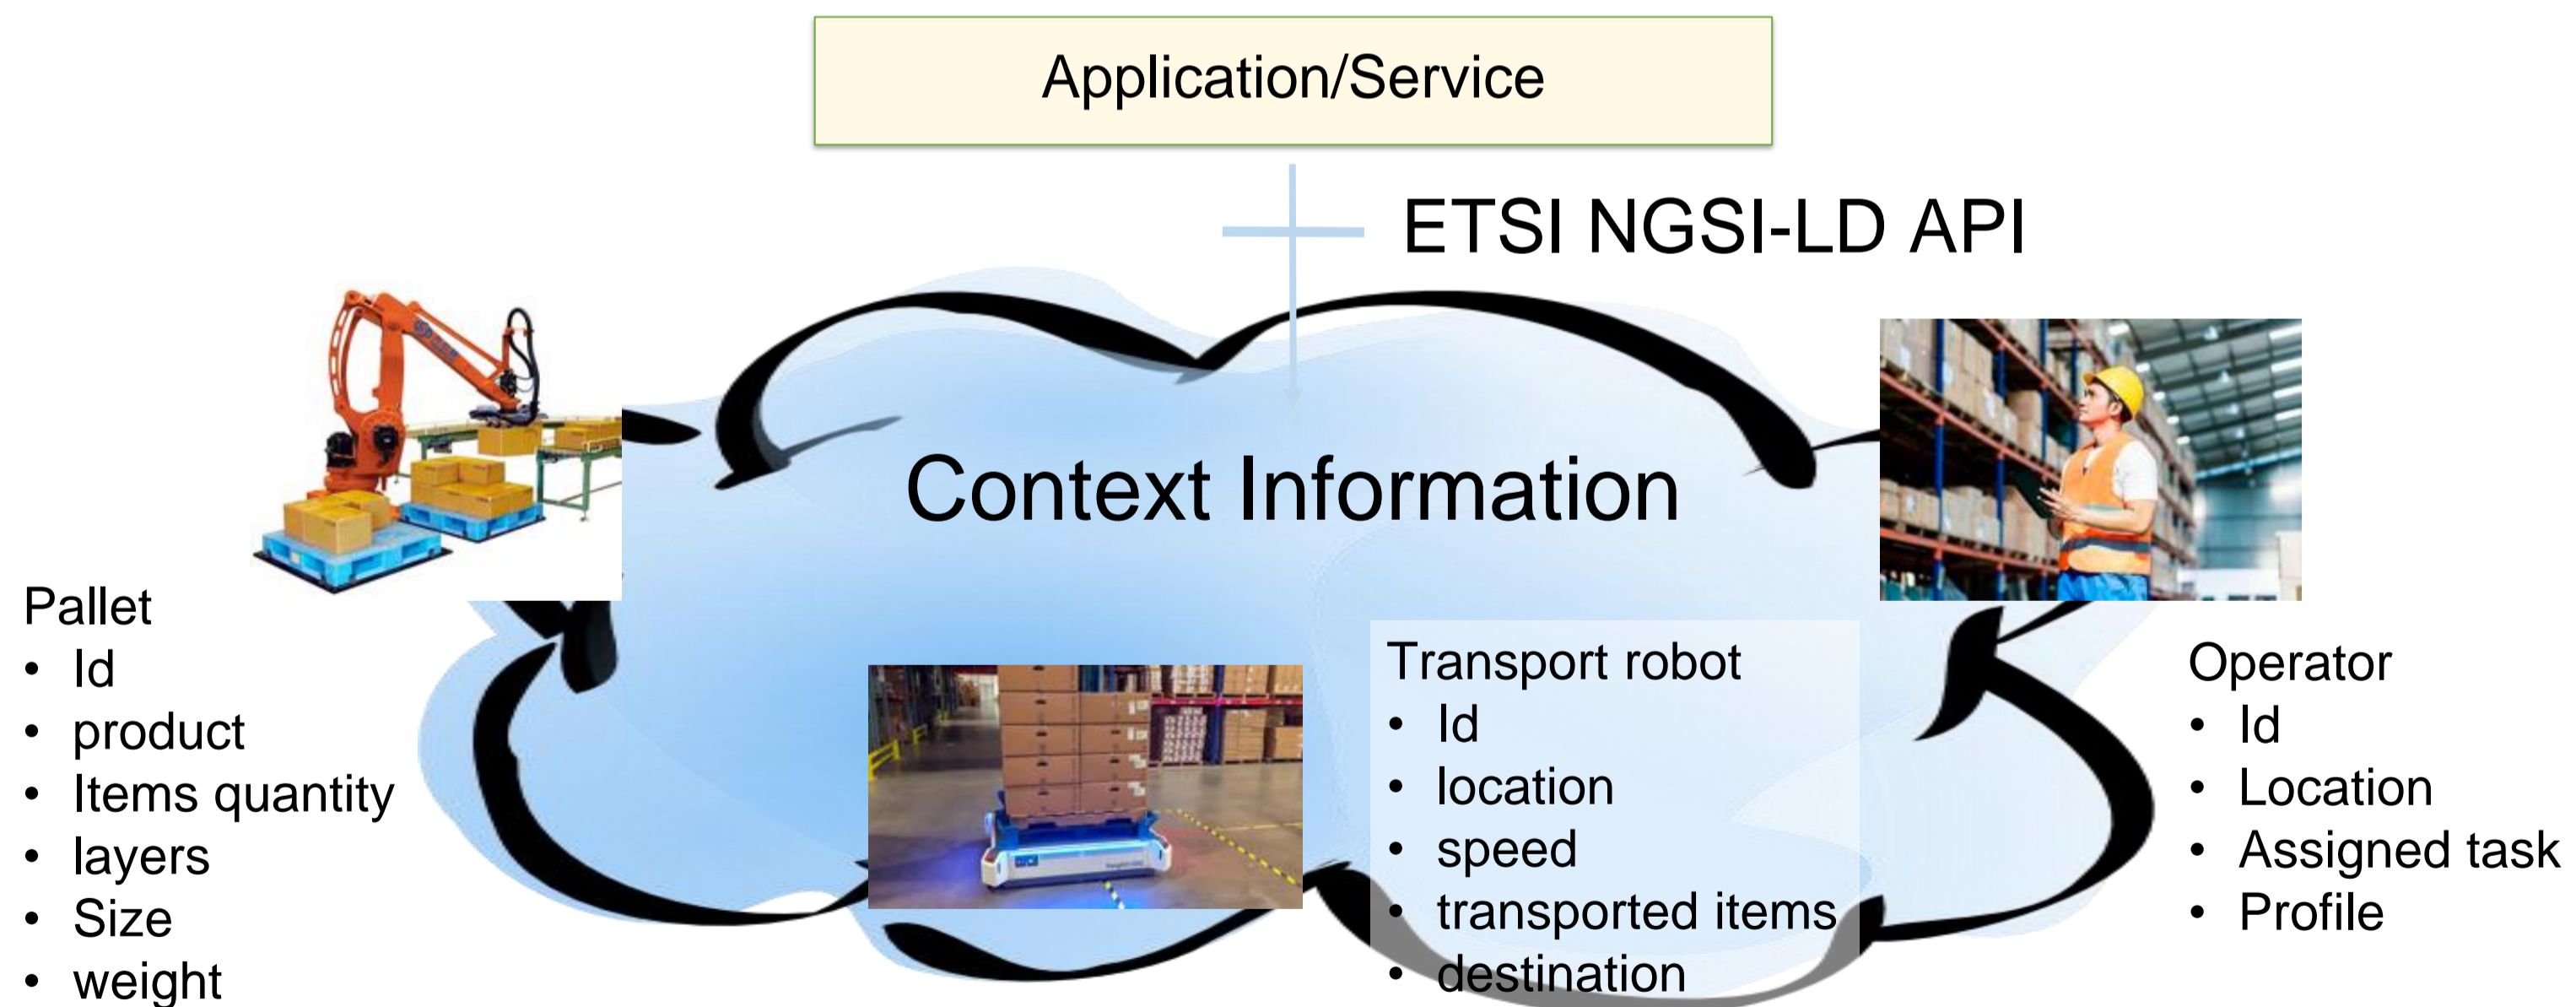 Application/Service
ETSI NGSI-LD API
Context Information
Pallet
• Id
• product
• Items quantity
• layers
• Size
• weight
Transport robot
• Id
• location
• speed
• transported items
• destination
Operator
• Id
• Location
• Assigned task
• Profile